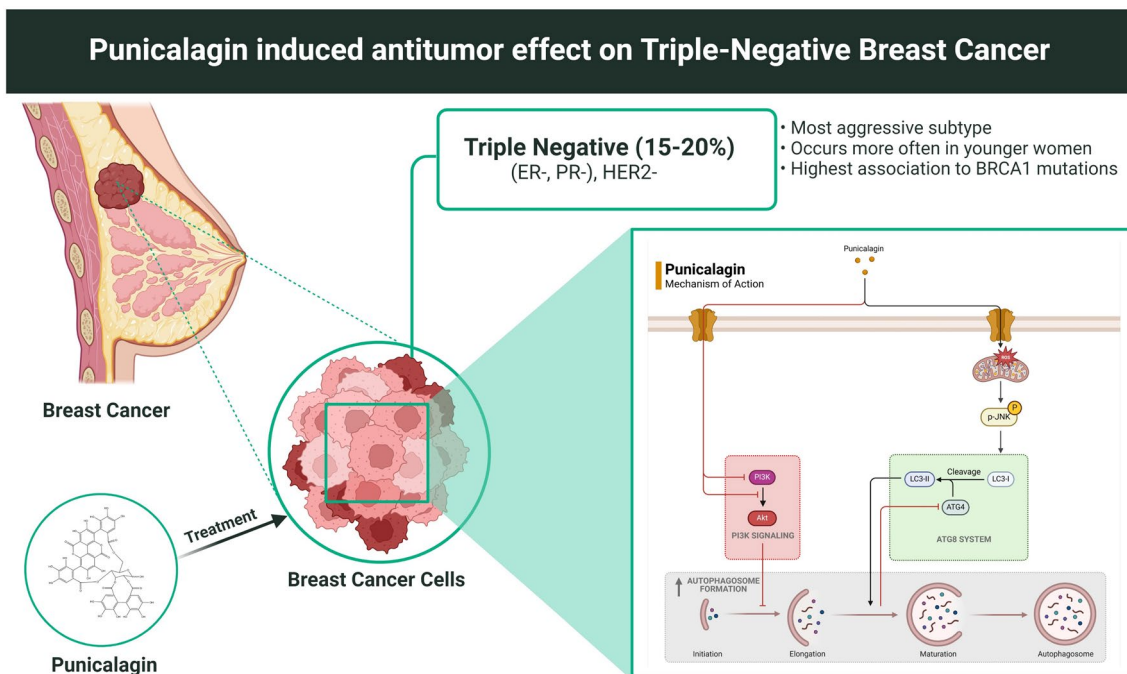 Punicalagin induced antitumor effect on Triple-Negative Breast Cancer
Triple Negative (15-20%)
(ER-, PR-), HER2-
• Most aggressive subtype
• Occurs more often in younger women
• Highest association to BRCA1 mutations
Breast Cancer
Treatment
Breast Cancer Cells
Punicalagin
Punicalagin
Mechanism of Action
Punicalagin
ROS
P
p-JNK
PI3K
Akt
PI3K SIGNALING
LC3-II
Cleavage
LC3-I
ATG4
ATG8 SYSTEM
AUTOPHAGOSOME
FORMATION
Initiation
Elongation
Maturation
Autophagosome